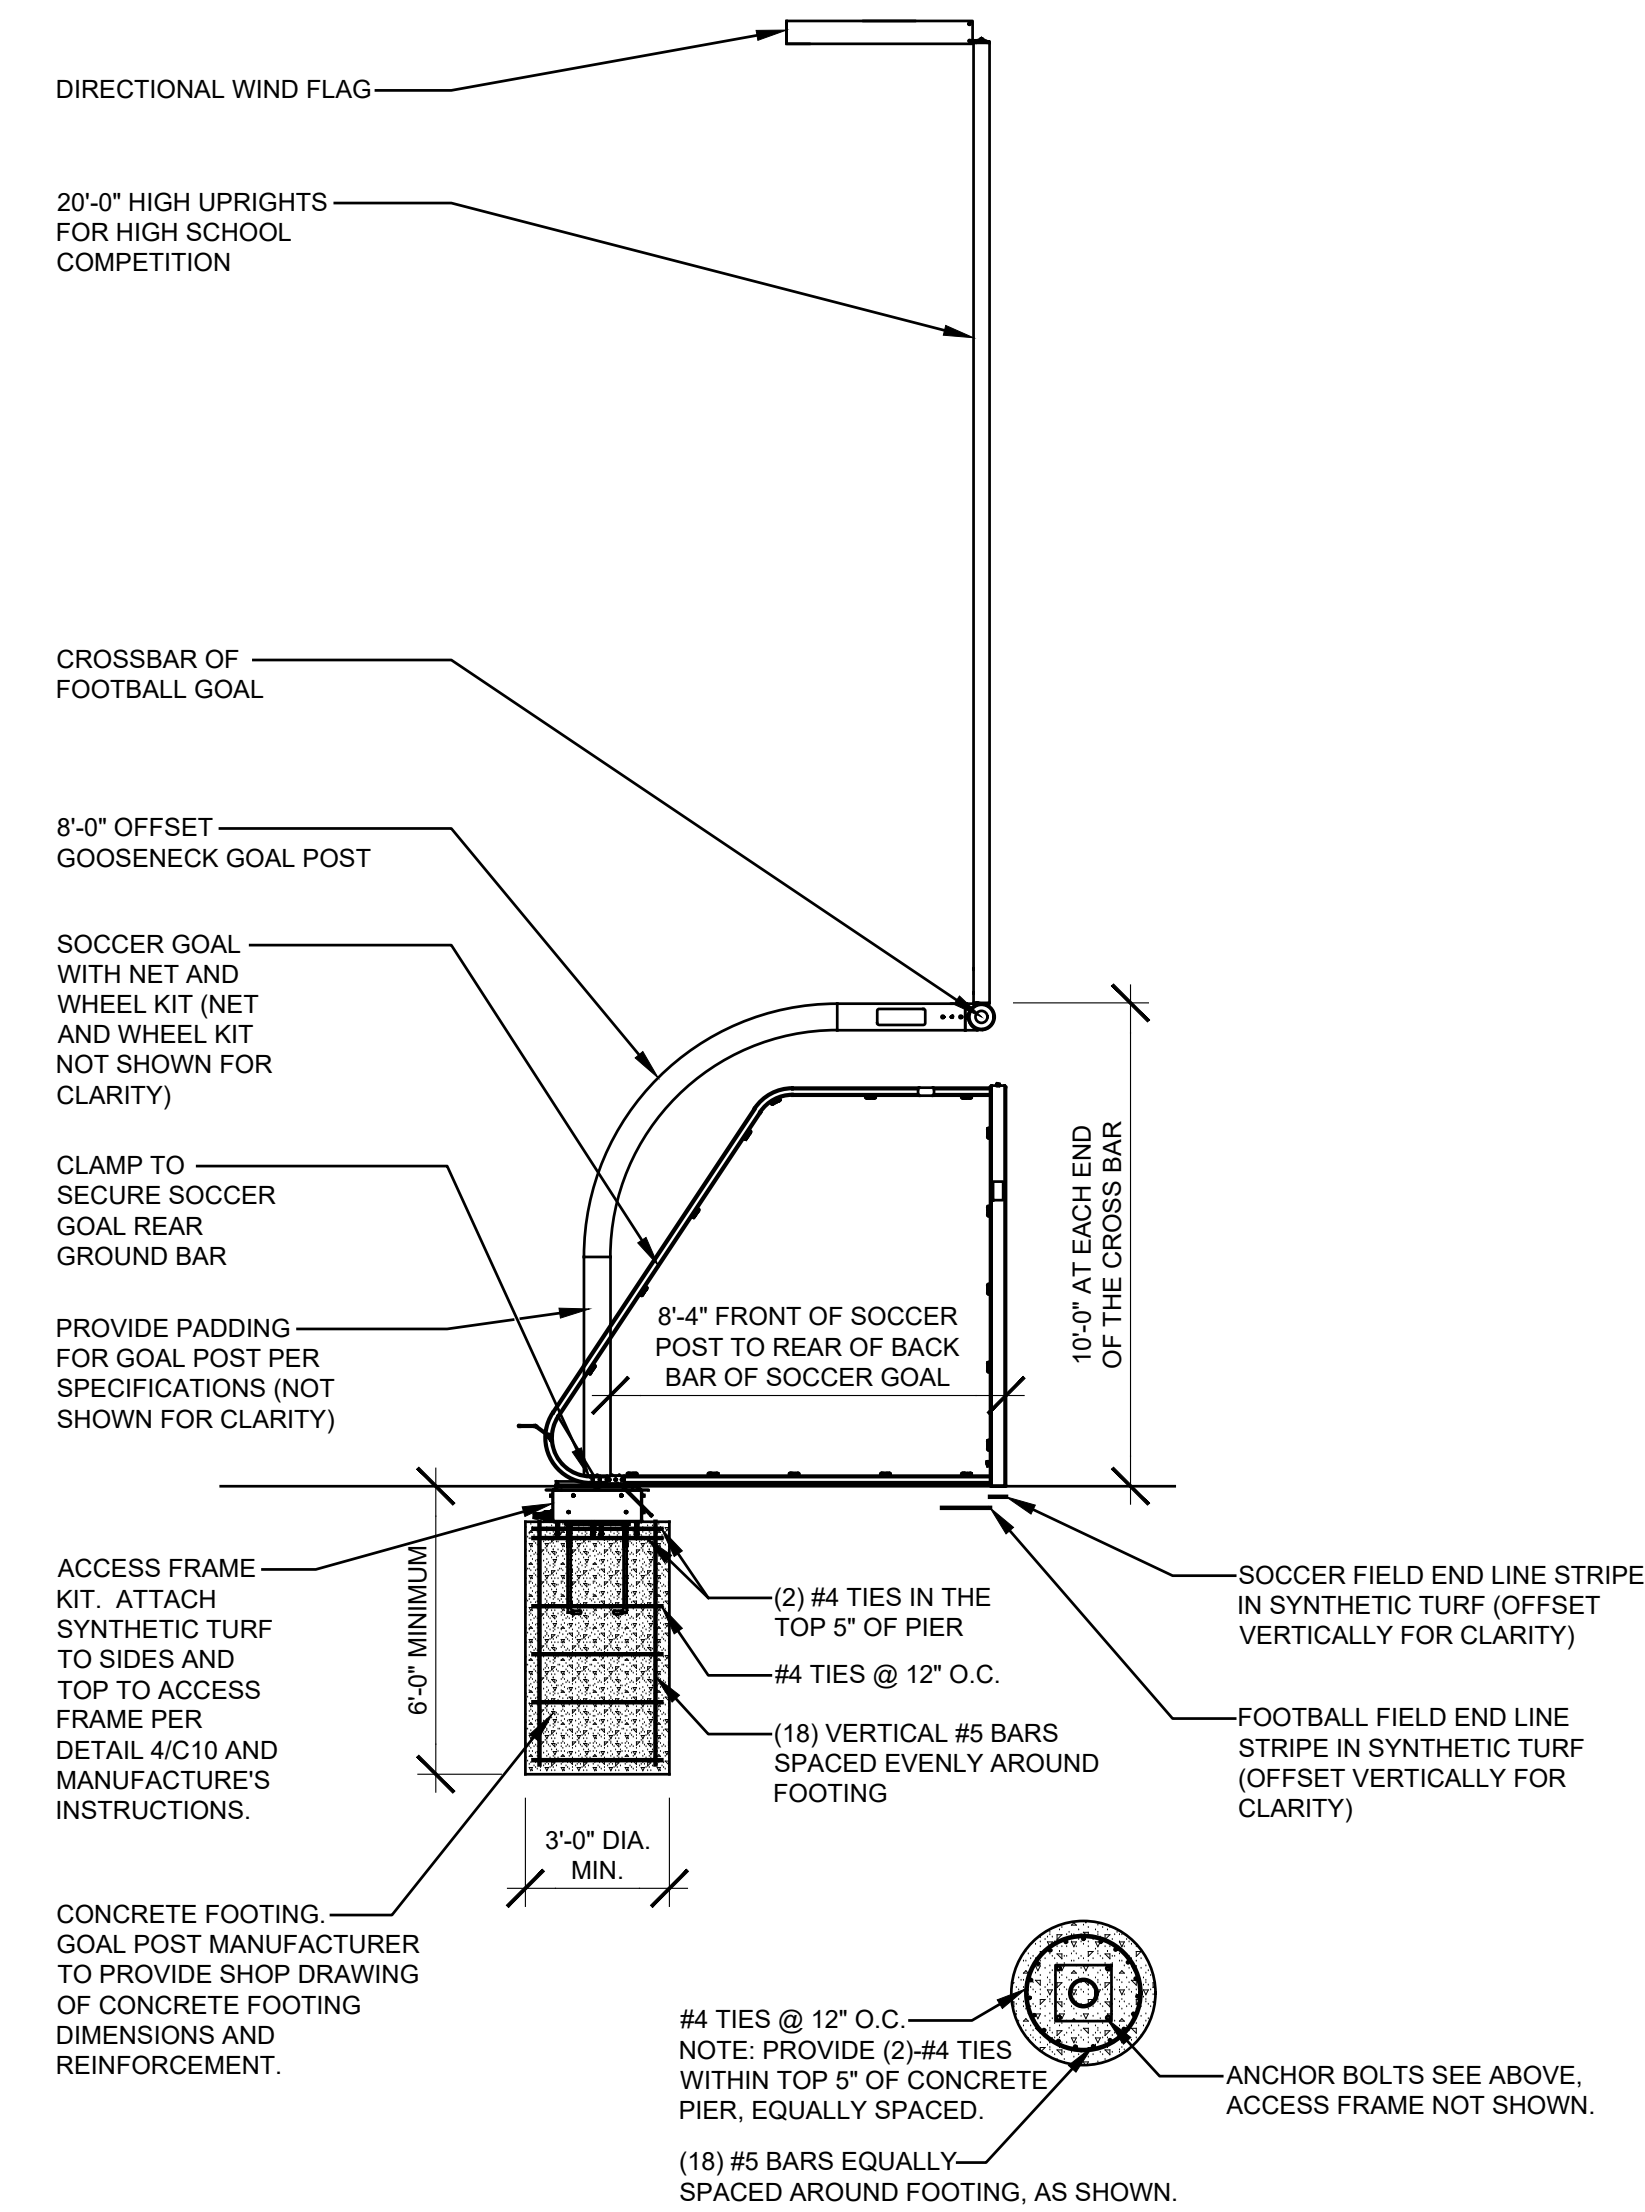 DIRECTIONAL WIND FLAG
20'-0" HIGH UPRIGHTS
FOR HIGH SCHOOL
COMPETITION
CROSSBAR OF
FOOTBALL GOAL
8'-0" OFFSET
GOOSENECK GOAL POST
SOCCER GOAL
WITH NET AND
WHEEL KIT (NET
AND WHEEL KIT
NOT SHOWN FOR
CLARITY)
CLAMP TO
SECURE SOCCER
GOAL REAR
GROUND BAR
PROVIDE PADDING
FOR GOAL POST PER
SPECIFICATIONS (NOT
SHOWN FOR CLARITY)
8'-4" FRONT OF SOCCER
POST TO REAR OF BACK
BAR OF SOCCER GOAL
10'-0" AT EACH END
OF THE CROSS BAR
6'-0" MINIMUM
ACCESS FRAME
KIT. ATTACH
SYNTHETIC TURF
TO SIDES AND
TOP TO ACCESS
FRAME PER
DETAIL 4/C10 AND
MANUFACTURE'S
INSTRUCTIONS.
(2) #4 TIES IN THE
TOP 5" OF PIER
#4 TIES @ 12" O.C.
(18) VERTICAL #5 BARS
SPACED EVENLY AROUND
FOOTING
SOCCER FIELD END LINE STRIPE
IN SYNTHETIC TURF (OFFSET
VERTICALLY FOR CLARITY)
FOOTBALL FIELD END LINE
STRIPE IN SYNTHETIC TURF
(OFFSET VERTICALLY FOR
CLARITY)
3'-0" DIA.
MIN.
CONCRETE FOOTING.
GOAL POST MANUFACTURER
TO PROVIDE SHOP DRAWING
OF CONCRETE FOOTING
DIMENSIONS AND
REINFORCEMENT.
#4 TIES @ 12" O.C.
NOTE: PROVIDE (2)-#4 TIES
WITHIN TOP 5" OF CONCRETE
PIER, EQUALLY SPACED.
(18) #5 BARS EQUALLY
SPACED AROUND FOOTING, AS SHOWN.
ANCHOR BOLTS SEE ABOVE,
ACCESS FRAME NOT SHOWN.